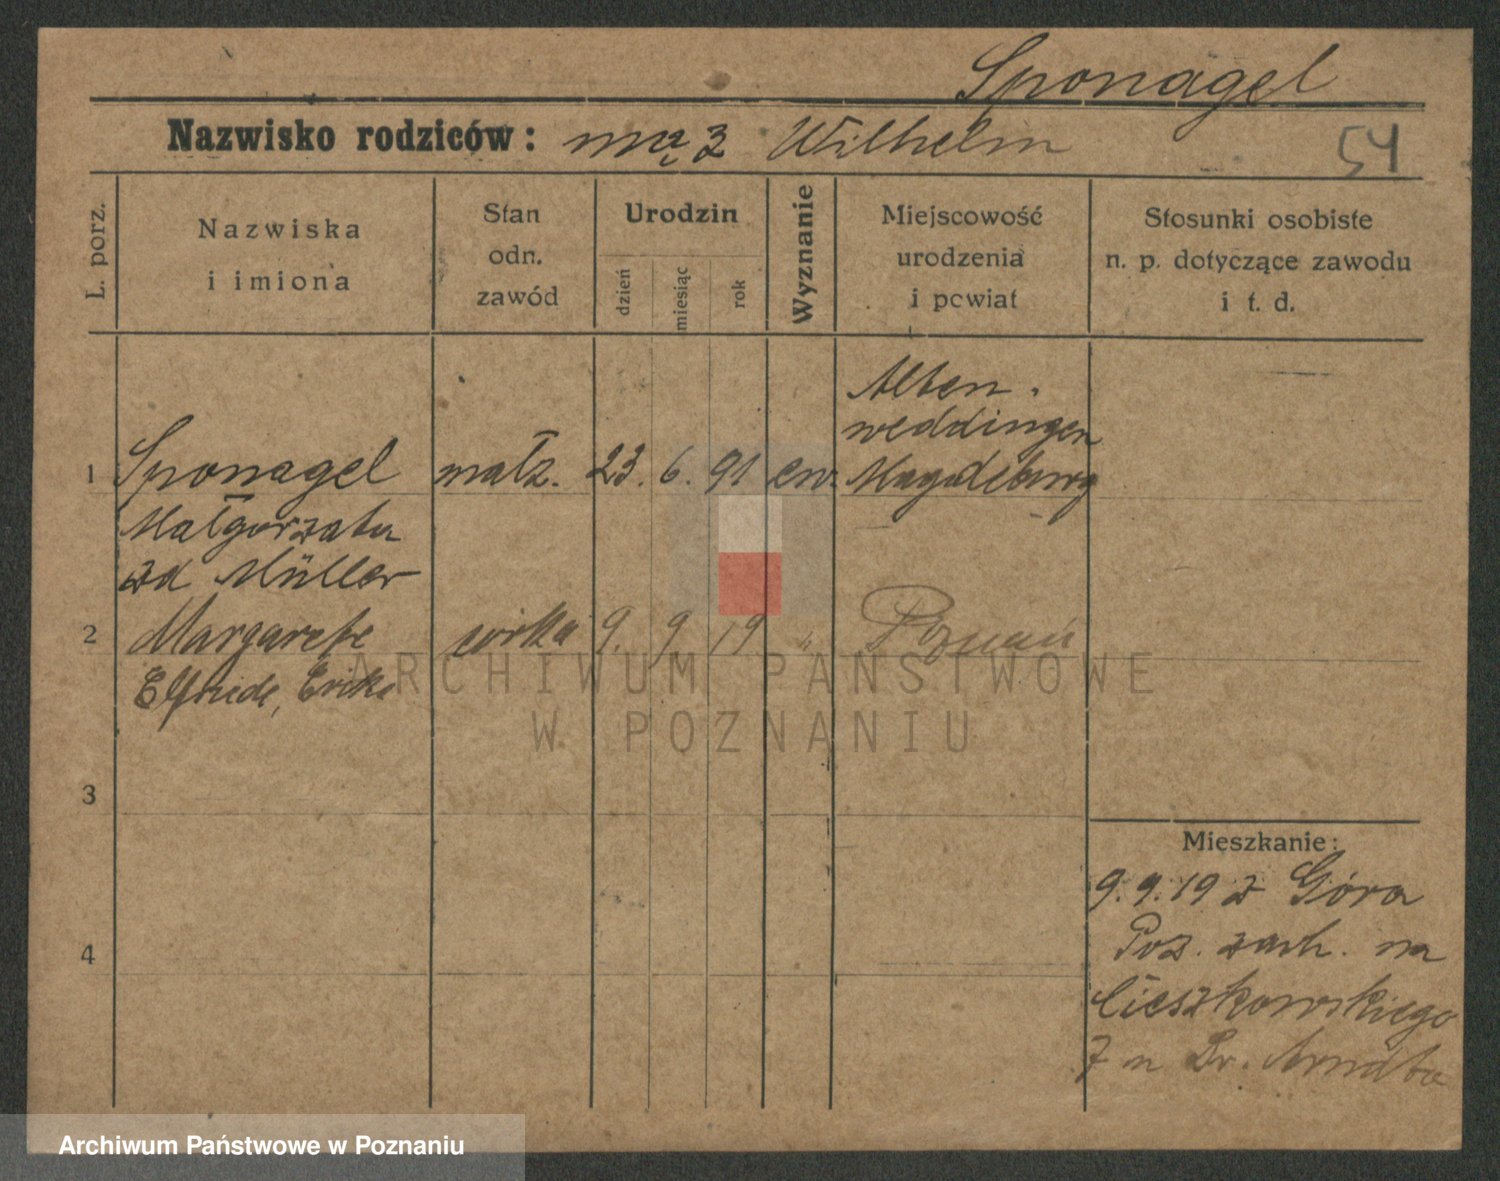 Sponagel
Nazwisko rodziców: mąż Wilhelm
54
L. porz.
Nazwiska
i imiona
Stan
odn.
zawód
Urodzin
dzień
miesiąc
rok
Wyznanie
Miejscowość
urodzenia
i powiat
Stosunki osobiste
n. p. dotyczące zawodu
i t. d.
Alten
weddingen
1 Sponagel małż. 23. 6. 91 ew. Magdeburg
Małgorzata
zd Müller
2 Margarete córka 9. 9 19 " Poznań
Elfriede, Erika
ARCHIWUM PAŃSTWOWE
W POZNANIU
3
Mieszkanie:
9.9.19 z Góra
4
Poz. zach. na
Cieszkowskiego
7 u Dr. Arndta
Archiwum Państwowe w Poznaniu